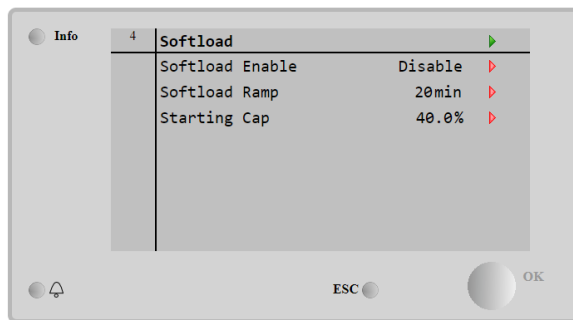 Info
4 Softload
Softload Enable Disable
Softload Ramp 20min
Starting Cap 40.0%
ESC
OK